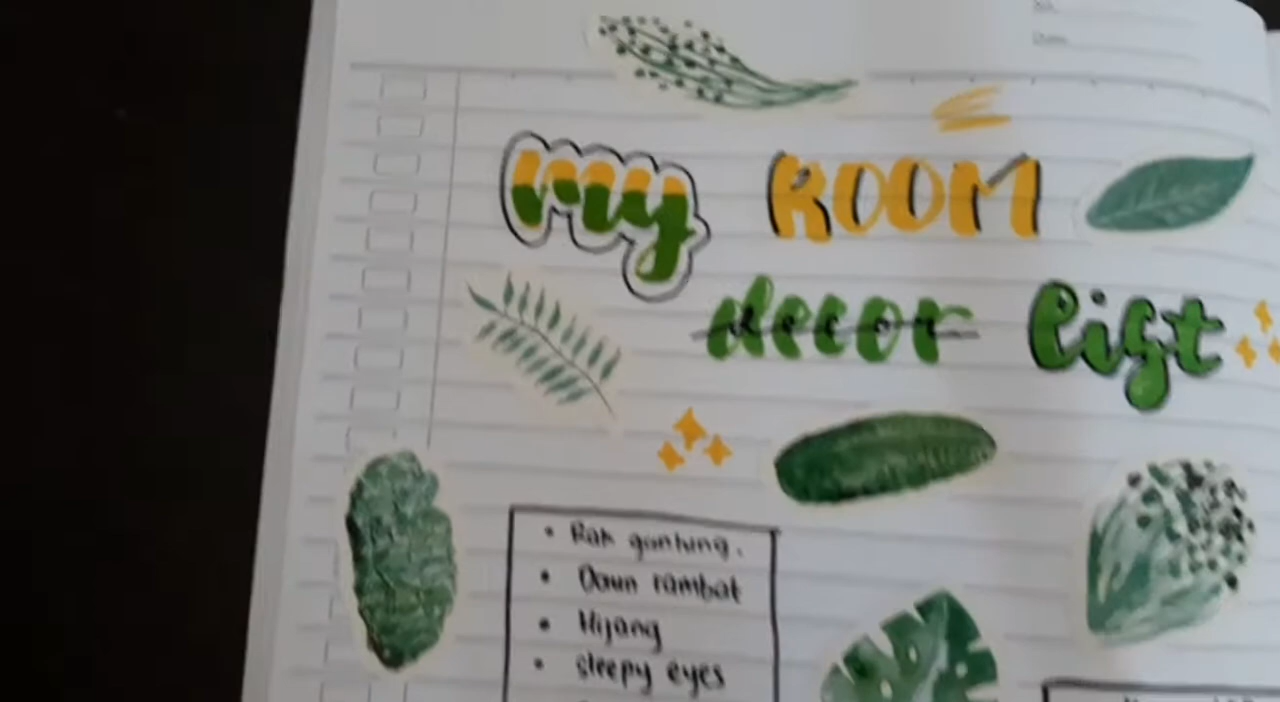 my ROOM
decor list
• Rak gantung.
• Daun rambat
• Hijang
• sleepy eyes